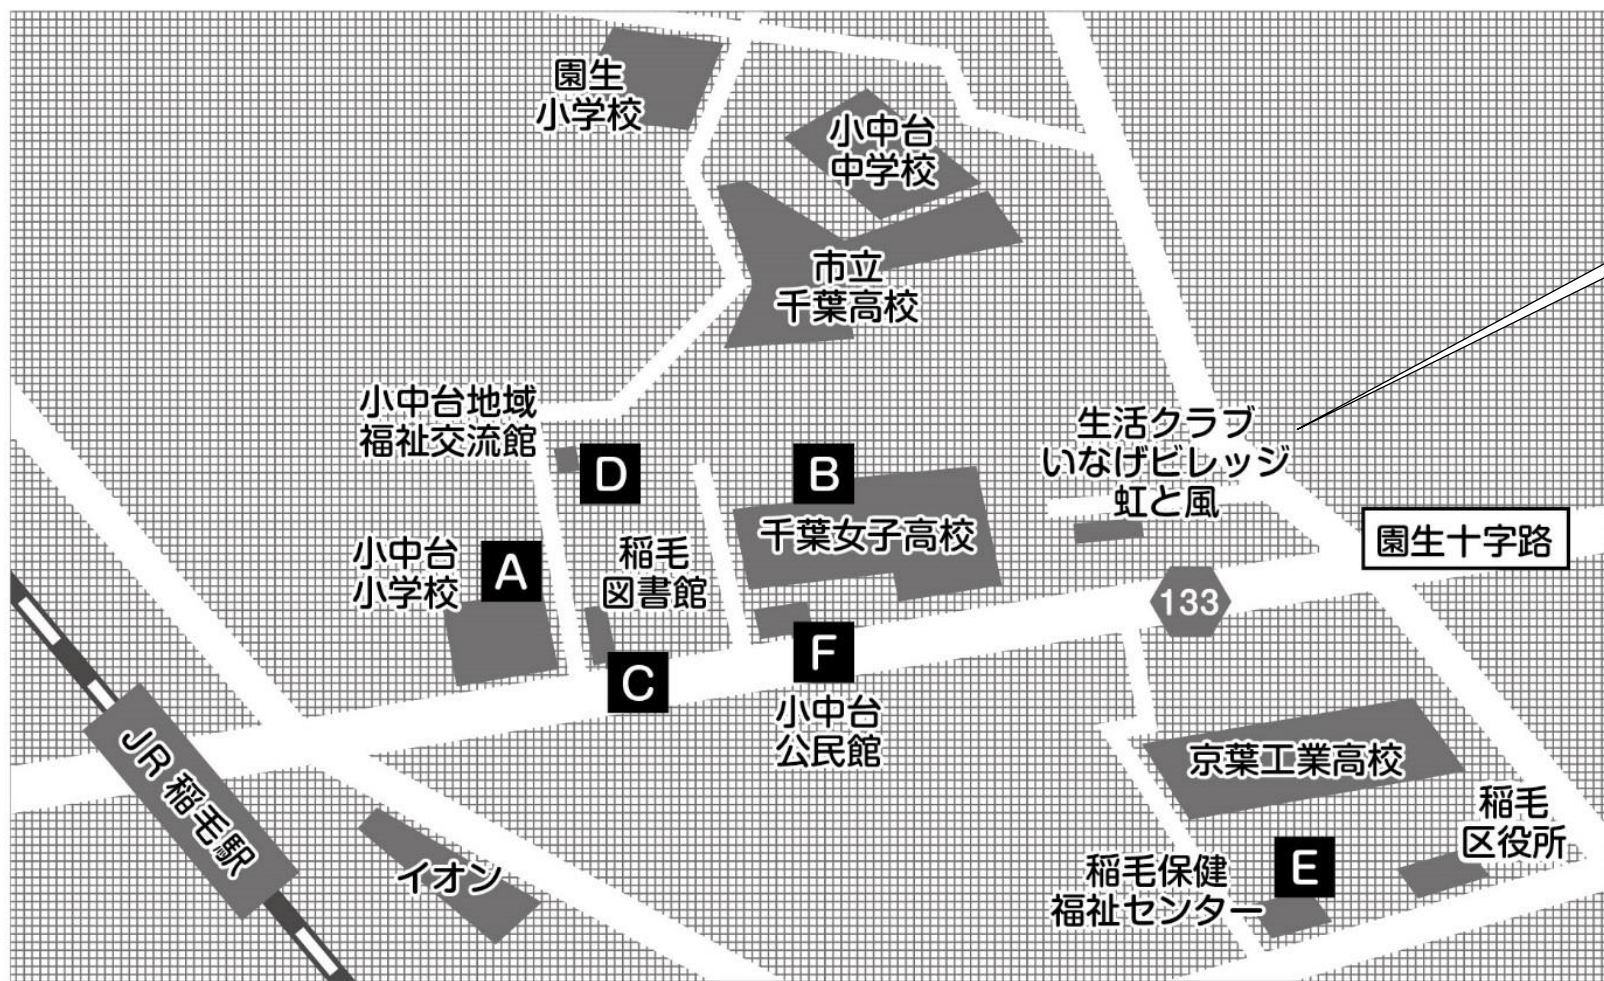 園生
小学校
小中台
中学校
市立
千葉高校
小中台地域
福祉交流館
D
B
生活クラブ
いなげビレッジ
虹と風
千葉女子高校
園生十字路
小中台
小学校
A
稲毛
図書館
133
C
F
小中台
公民館
JR 稲毛駅
京葉工業高校
稲毛
区役所
イオン
E
稲毛保健
福祉センター